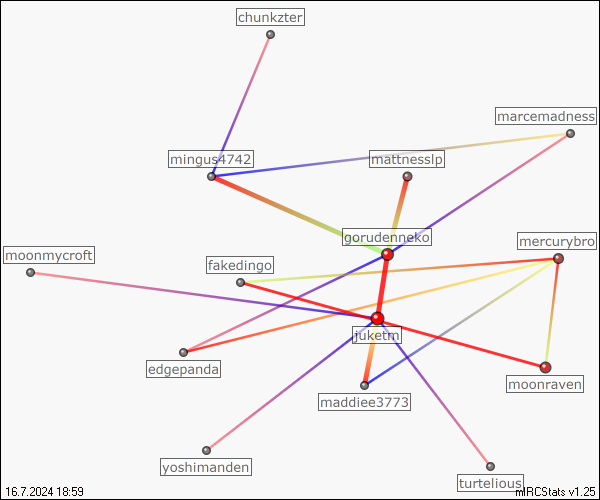 chunkzter
marcemadness
mingus4742
mattnesslp
gorudenneko
mercurybro
moonmycroft
fakedingo
juketm
edgepanda
moonraven
maddiee3773
yoshimanden
turtelious
16.7.2024 18:59
mIRCStats v1.25